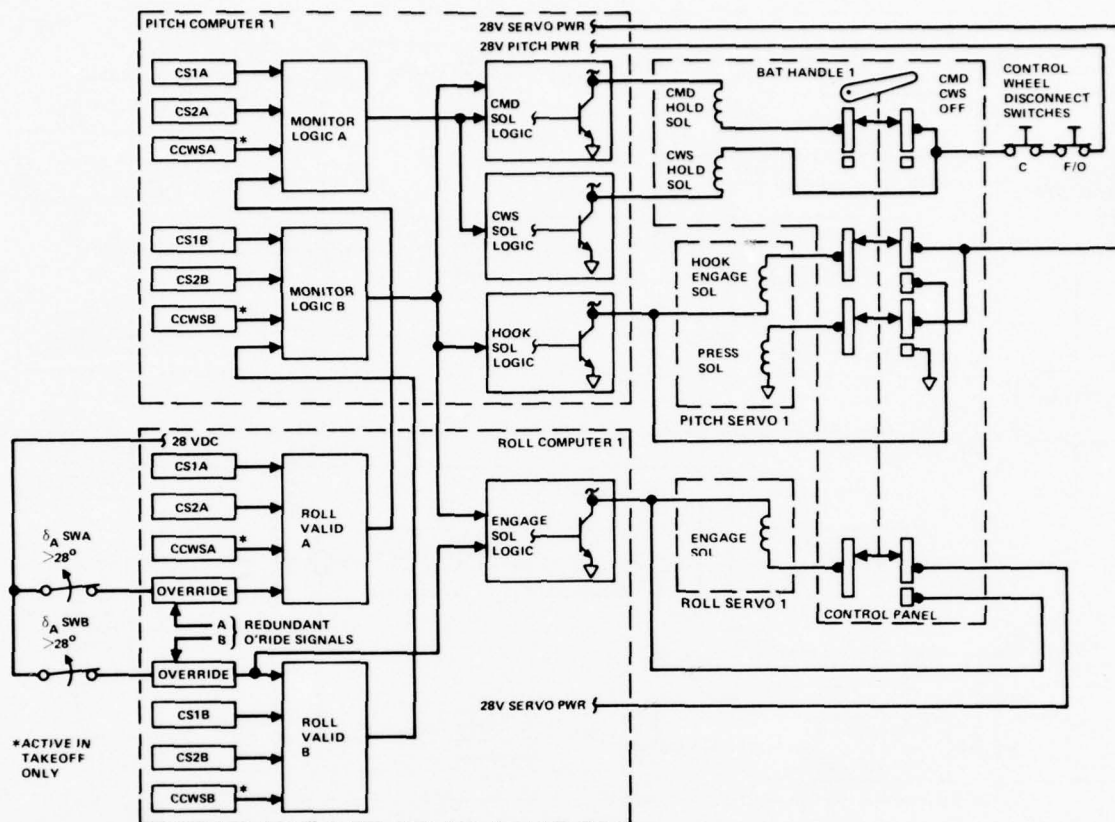 PITCH COMPUTER 1
28V SERVO PWR
28V PITCH PWR
CS1A
CS2A
CCWSA *
MONITOR
LOGIC A
CS1B
CS2B
CCWSB *
MONITOR
LOGIC B
CMD
SOL
LOGIC
CWS
SOL
LOGIC
HOOK
SOL
LOGIC
BAT HANDLE 1
CMD
HOLD
SOL
CWS
HOLD
SOL
CMD
CWS
OFF
CONTROL
WHEEL
DISCONNECT
SWITCHES
C
F/O
HOOK
ENGAGE
SOL
PRESS
SOL
PITCH SERVO 1
28 VDC
ROLL COMPUTER 1
CS1A
CS2A
CCWSA *
OVERRIDE
ROLL
VALID
A
δA SWA
>28°
δA SWB
>28°
A
B
REDUNDANT
O'RIDE SIGNALS
OVERRIDE
CS1B
CS2B
CCWSB *
ROLL
VALID
B
ENGAGE
SOL
LOGIC
ENGAGE
SOL
ROLL SERVO 1
CONTROL PANEL
28V SERVO PWR
*ACTIVE IN
TAKEOFF
ONLY